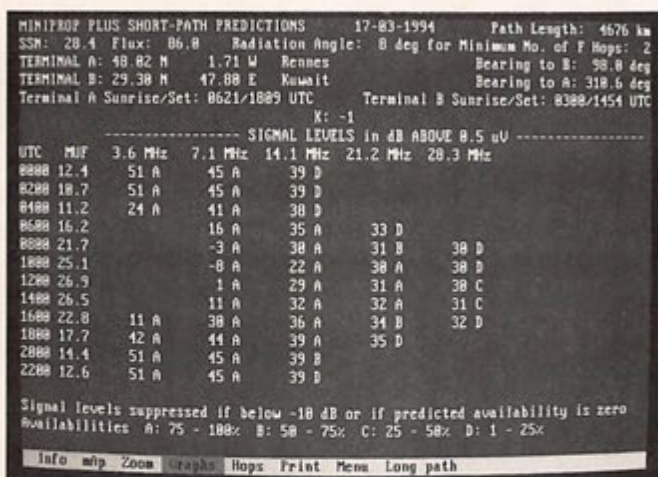 MINIPROP PLUS SHORT-PATH PREDICTIONS 17-03-1994 Path Length: 4676 km
SSN: 28.4 Flux: 86.0 Radiation Angle: 8 deg for Minimum No. of F Hops: 2
TERMINAL A: 48.02 N 1.71 W Rennes Bearing to B: 98.0 deg
TERMINAL B: 29.30 N 47.80 E Kuwait Bearing to A: 310.6 deg
Terminal A Sunrise/Set: 0621/1809 UTC Terminal B Sunrise/Set: 0300/1454 UTC
K: -1
---------------- SIGNAL LEVELS in dB ABOVE 0.5 uV ----------------
UTC MUF 3.6 MHz 7.1 MHz 14.1 MHz 21.2 MHz 28.3 MHz
0000 12.4 51 A 45 A 39 D
0200 10.7 51 A 45 A 39 D
0400 11.2 24 A 41 A 38 D
0600 16.2 16 A 35 A 33 D
0800 21.7 -3 A 30 A 31 B 30 D
1000 25.1 -8 A 22 A 30 A 30 D
1200 26.9 1 A 29 A 31 A 30 C
1400 26.5 11 A 32 A 32 A 31 C
1600 22.8 11 A 30 A 36 A 34 B 32 D
1800 17.7 42 A 44 A 39 A 35 D
2000 14.4 51 A 45 A 39 B
2200 12.6 51 A 45 A 39 D
Signal levels suppressed if below -10 dB or if predicted availability is zero
Availabilities A: 75 - 100% B: 50 - 75% C: 25 - 50% D: 1 - 25%
Info mAp Zoom Graphs Hops Print Menu Long path